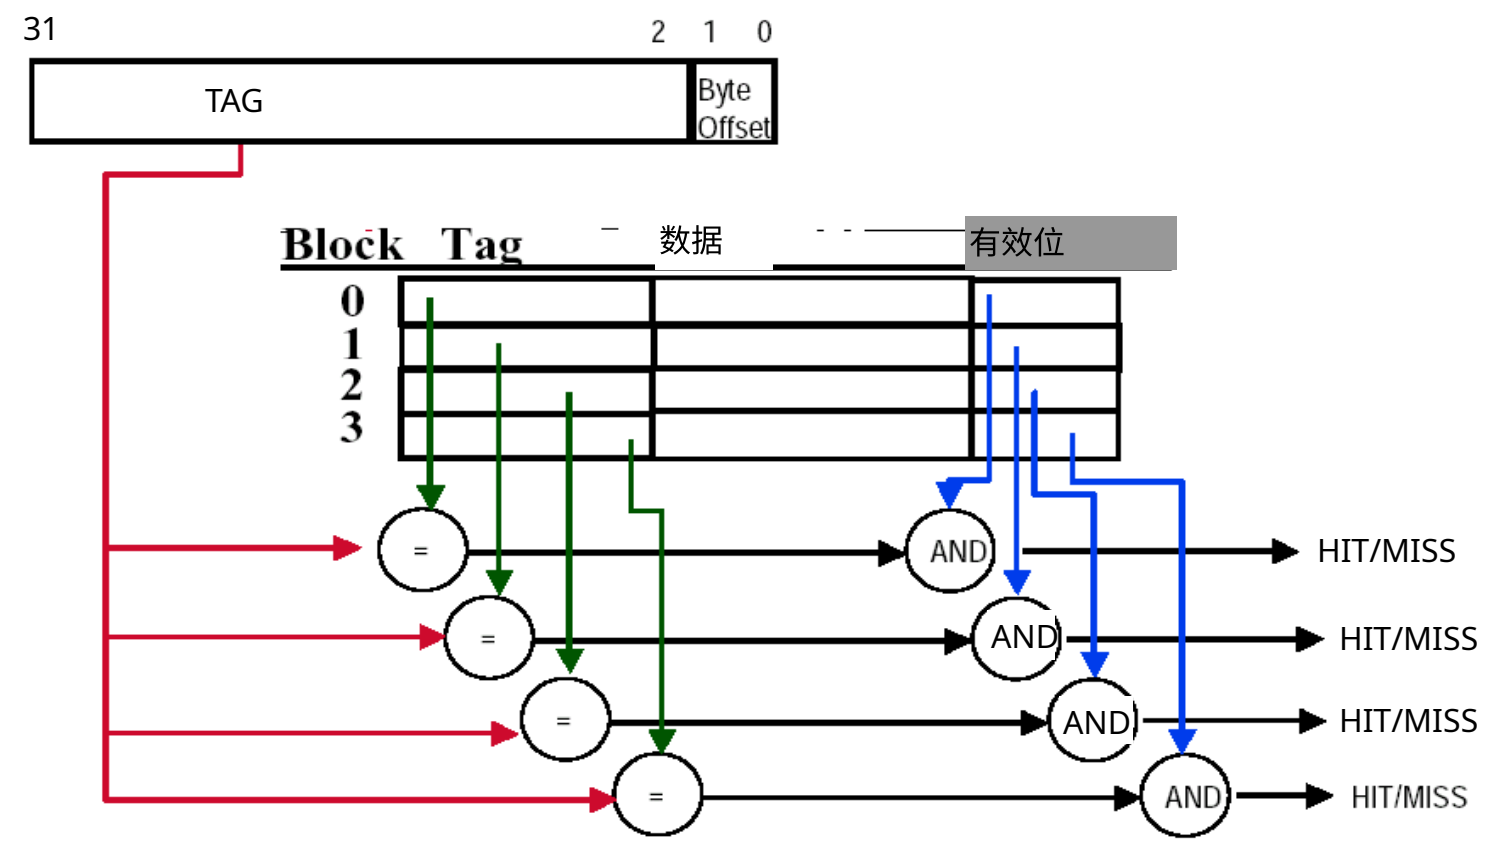 31 2 1 0
TAG
Byte
Offset
Block Tag 数据 有效位
0
1
2
3
= AND HIT/MISS
= AND HIT/MISS
= AND HIT/MISS
= AND HIT/MISS